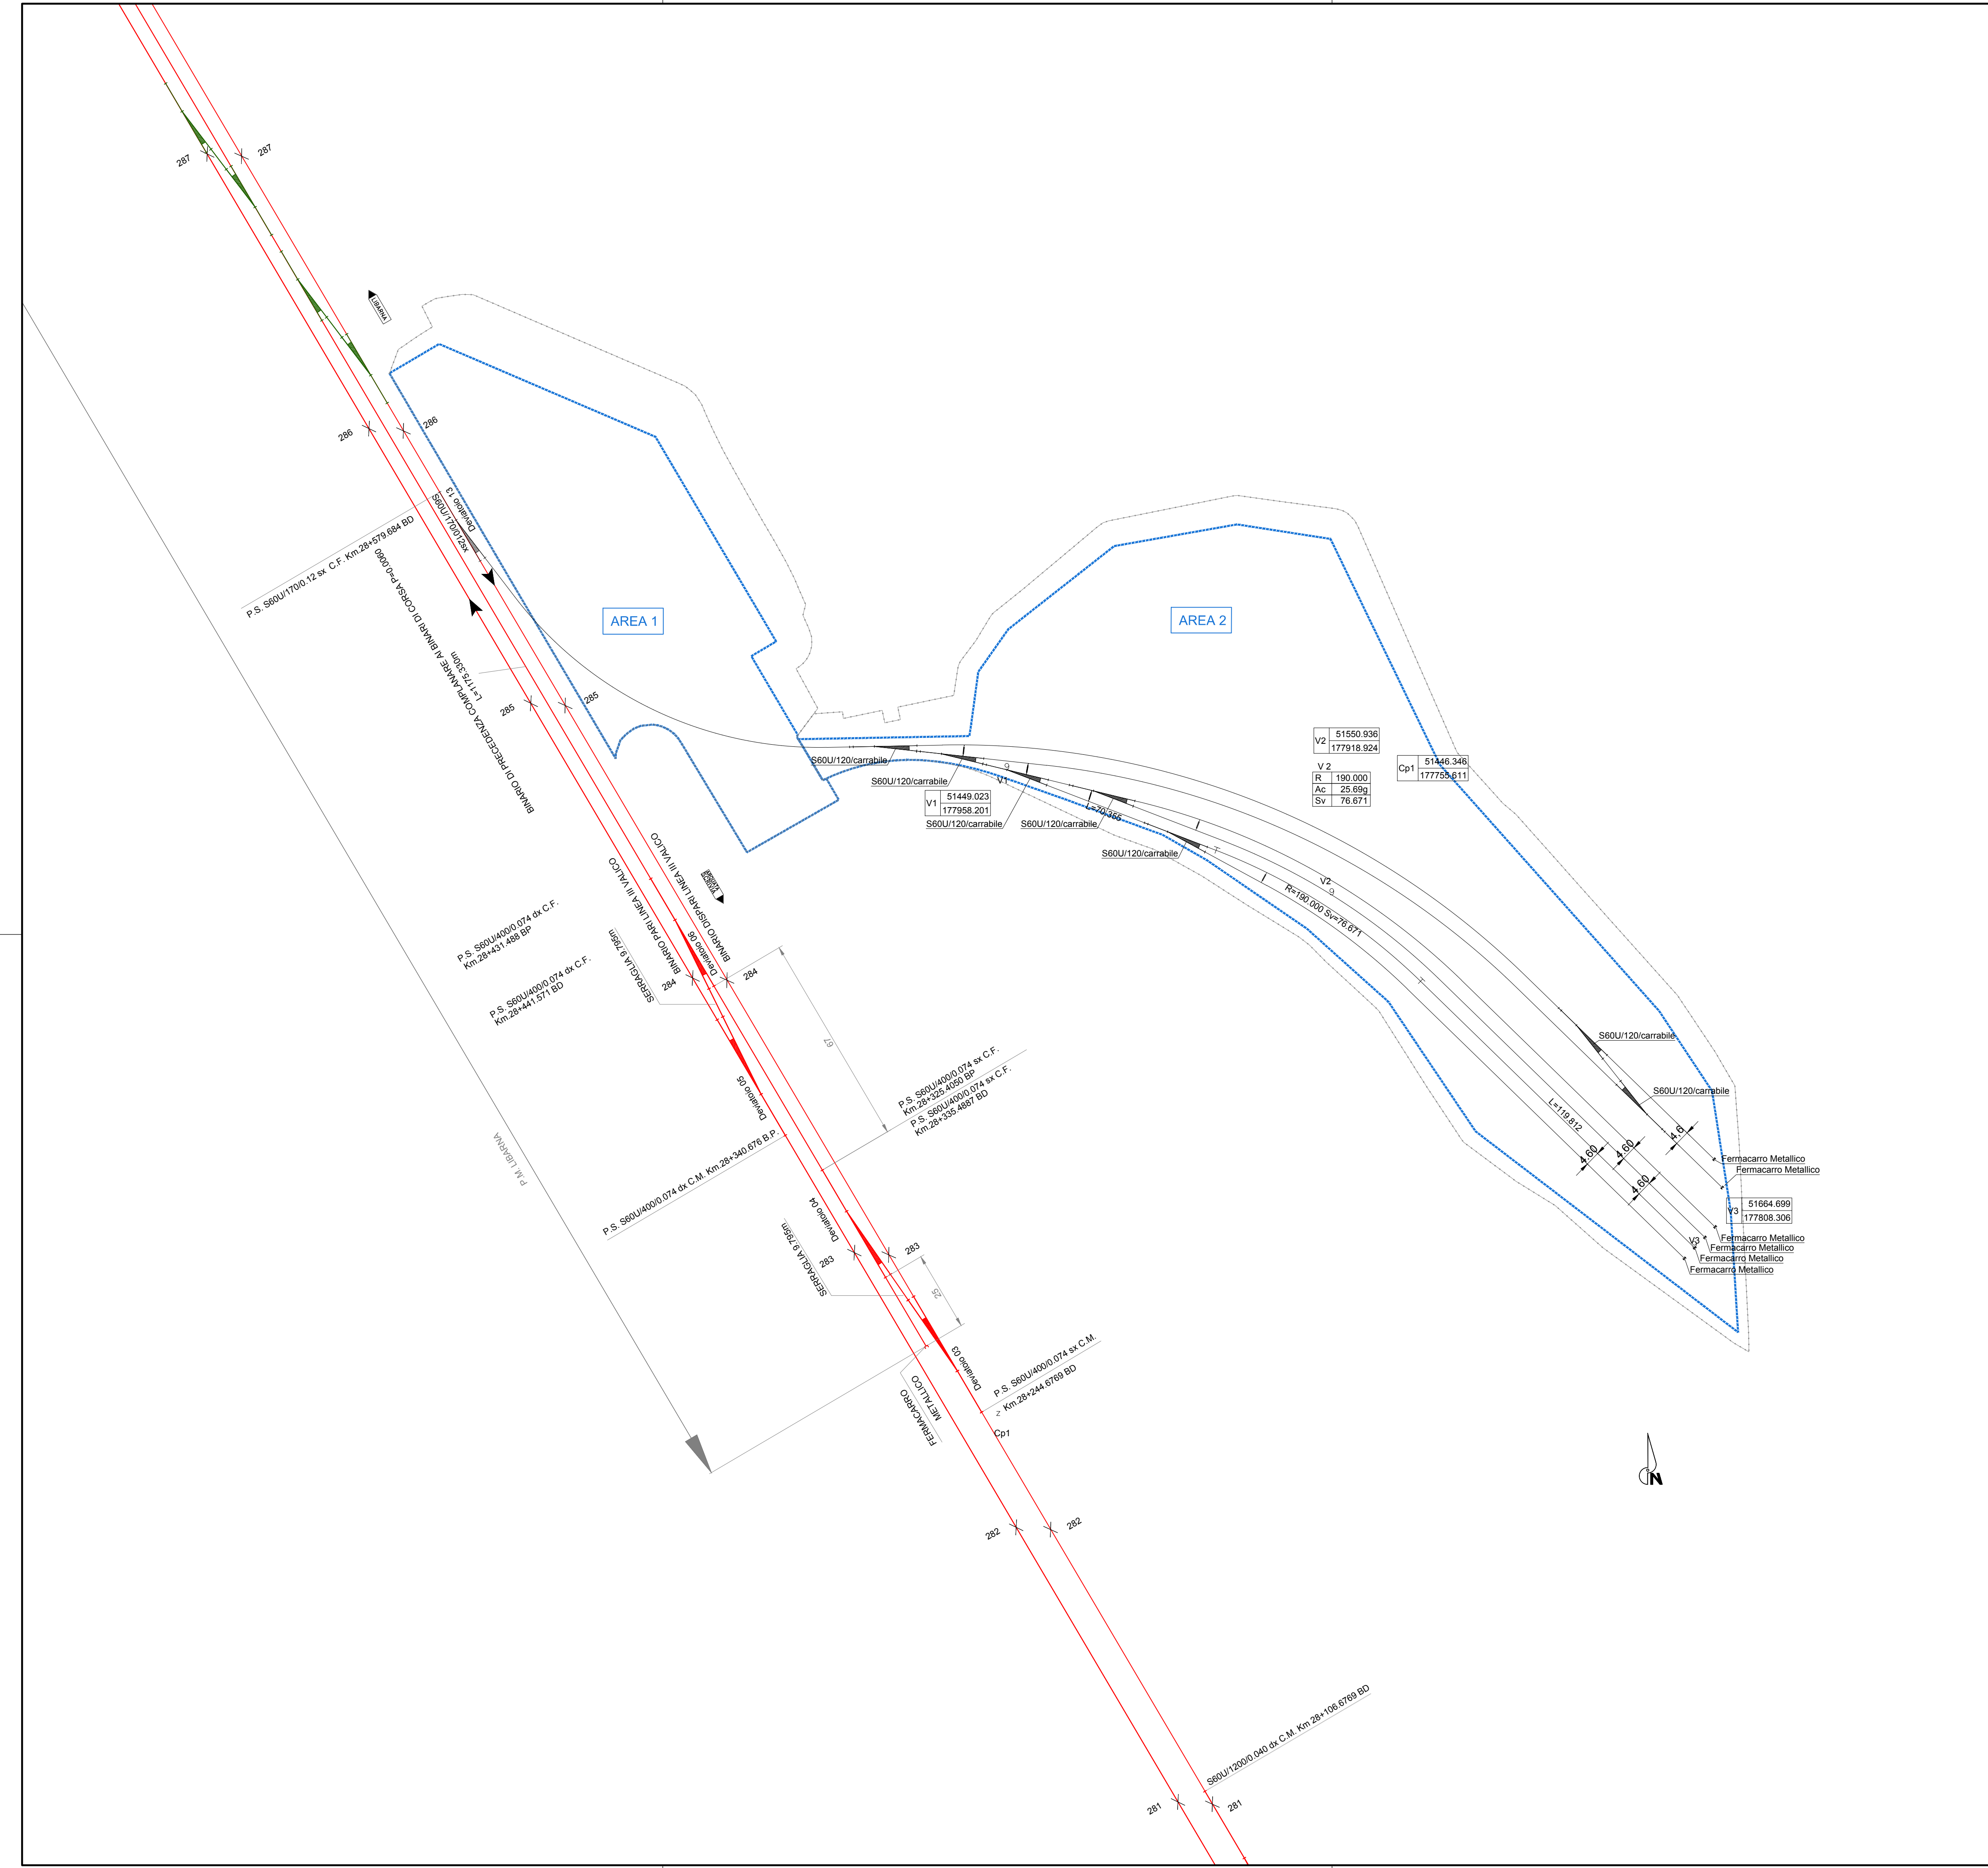 287
287
LIBARNA
286
286
Deviatoio 13
S60U/170/012sx
P.S. S60U/170/0.12 sx C.F. Km.28+579.684 BD
BINARIO DI PRECEDENZA COMPLANARE AI BINARI DI CORSA P=0.0060
L=1175.330m
285
285
AREA 1
AREA 2
S60U/120/carrabile
S60U/120/carrabile
9
V1
V1
51449.023
177958.201
S60U/120/carrabile
S60U/120/carrabile
L=70.355
S60U/120/carrabile
V2
51550.936
177918.924
V 2
R 190.000
Ac 25.69g
Sv 76.671
Cp1
51446.346
177755.611
V2
9
R=190.000 Sv=76.671
BINARIO PARI LINEA III VALICO
BINARIO DISPARI LINEA III VALICO
P.S. S60U/400/0.074 dx C.F.
Km.28+431.488 BP
P.S. S60U/400/0.074 dx C.F.
Km.28+441.571 BD
SERRAGLIA 9.795m
Deviatoio 06
284
284
67
Deviatoio 05
P.S. S60U/400/0.074 sx C.F.
Km.28+325.4050 BP
P.S. S60U/400/0.074 sx C.F.
Km.28+335.4887 BD
P.M. LIBARNA
P.S. S60U/400/0.074 dx C.M. Km.28+340.676 B.P.
S60U/120/carrabile
S60U/120/carrabile
L=119.812
4.60
4.60
4.60
4.6
Fermacarro Metallico
Fermacarro Metallico
V3
51664.699
177808.306
V3
Fermacarro Metallico
Fermacarro Metallico
Fermacarro Metallico
Fermacarro Metallico
Deviatoio 04
SERRAGLIA 9.795m
283
283
25
Deviatoio 03
FERMACARRO
METALLICO
P.S. S60U/400/0.074 sx C.M.
Km.28+244.6769 BD
Cp1
N
282
282
S60U/1200/0.040 dx C.M. Km 28+106.6769 BD
281
281